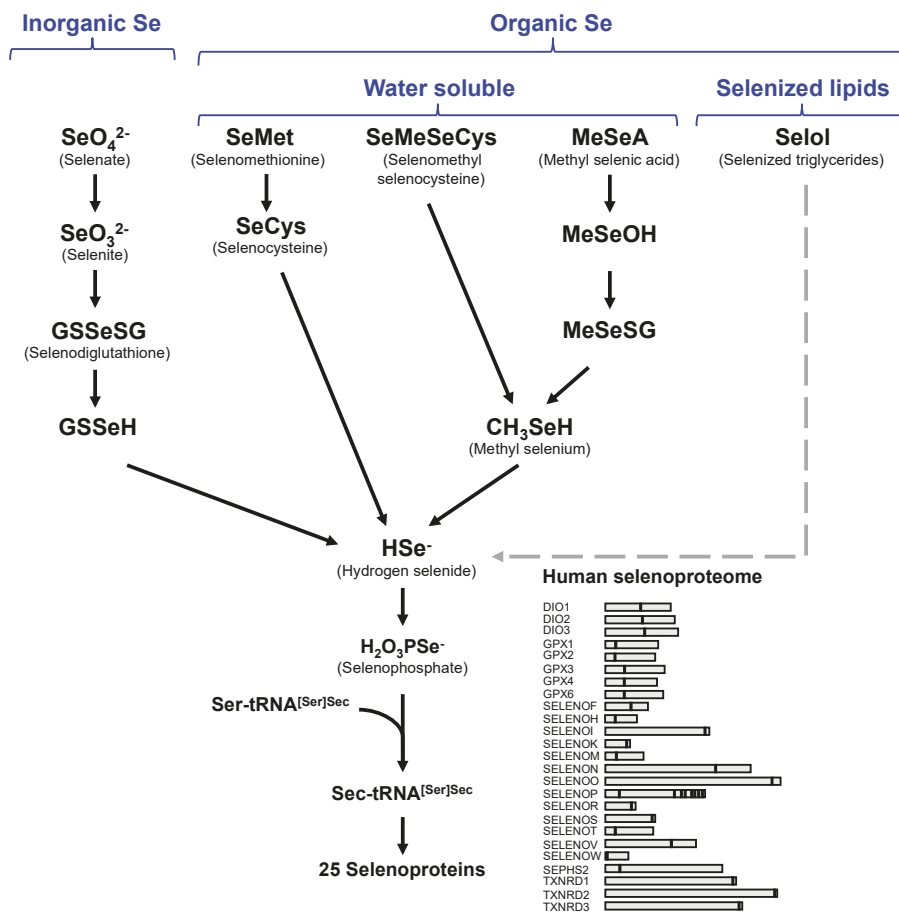 Inorganic Se
Organic Se
Water soluble
Selenized lipids
SeO₄²⁻
(Selenate)
SeMet
(Selenomethionine)
SeMeSeCys
(Selenomethyl
selenocysteine)
MeSeA
(Methyl selenic acid)
Selol
(Selenized triglycerides)
SeO₃²⁻
(Selenite)
SeCys
(Selenocysteine)
MeSeOH
GSSeSG
(Selenodiglutathione)
MeSeSG
GSSeH
CH₃SeH
(Methyl selenium)
HSe⁻
(Hydrogen selenide)
H₂O₃PSe⁻
(Selenophosphate)
Ser-tRNA[Ser]Sec
Sec-tRNA[Ser]Sec
25 Selenoproteins
Human selenoproteome
DIO1
DIO2
DIO3
GPX1
GPX2
GPX3
GPX4
GPX6
SELENOF
SELENOH
SELENOI
SELENOK
SELENOM
SELENON
SELENOO
SELENOP
SELENOR
SELENOS
SELENOT
SELENOV
SELENOW
SEPHS2
TXNRD1
TXNRD2
TXNRD3